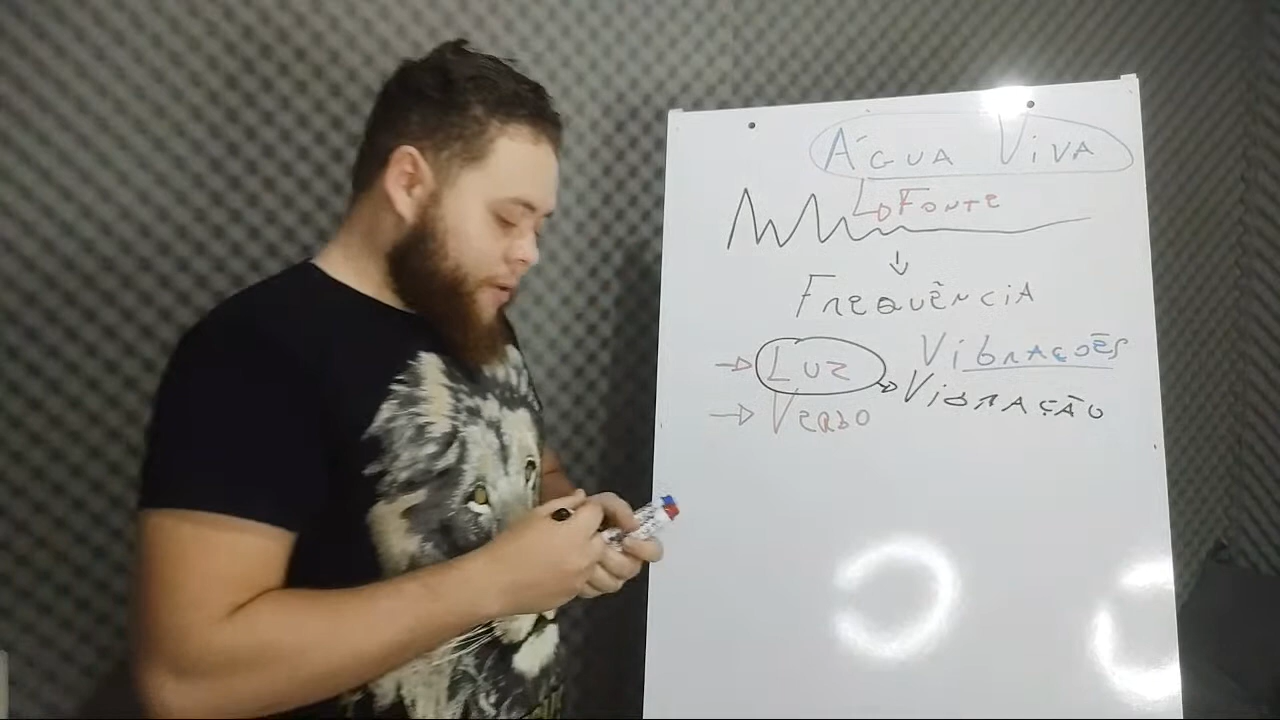 ÁGUA VIVA
FONTE
FREQUÊNCIA
LUZ VIBRAÇÕES
VIBRAÇÃO
VERBO